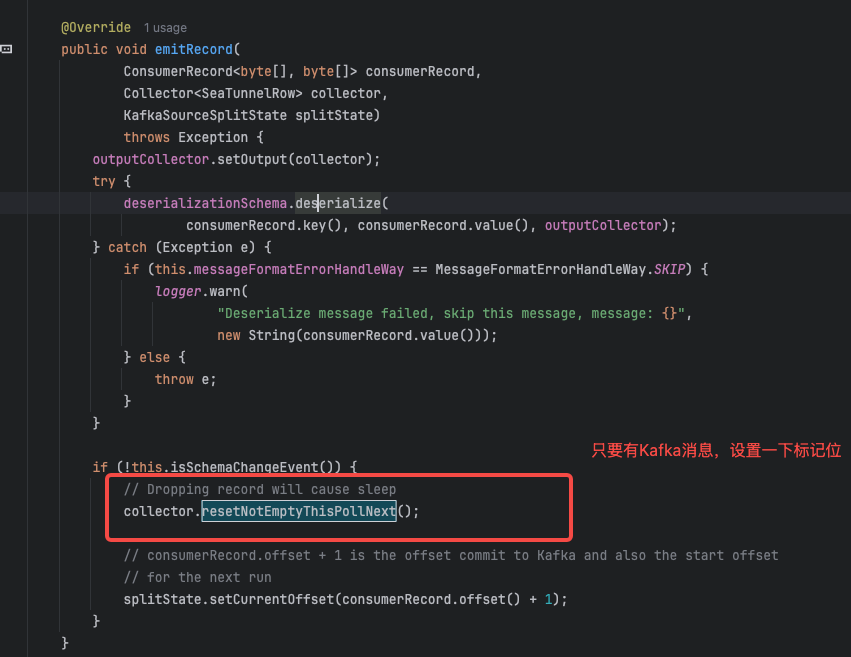 @Override 1 usage
public void emitRecord(
ConsumerRecord<byte[], byte[]> consumerRecord,
Collector<SeaTunnelRow> collector,
KafkaSourceSplitState splitState)
throws Exception {
outputCollector.setOutput(collector);
try {
deserializationSchema.deserialize(
consumerRecord.key(), consumerRecord.value(), outputCollector);
} catch (Exception e) {
if (this.messageFormatErrorHandleWay == MessageFormatErrorHandleWay.SKIP) {
logger.warn(
"Deserialize message failed, skip this message, message: {}",
new String(consumerRecord.value()));
} else {
throw e;
}
}
只要有Kafka消息，设置一下标记位
if (!this.isSchemaChangeEvent()) {
// Dropping record will cause sleep
collector.resetNotEmptyThisPollNext();
// consumerRecord.offset + 1 is the offset commit to Kafka and also the start offset
// for the next run
splitState.setCurrentOffset(consumerRecord.offset() + 1);
}
}